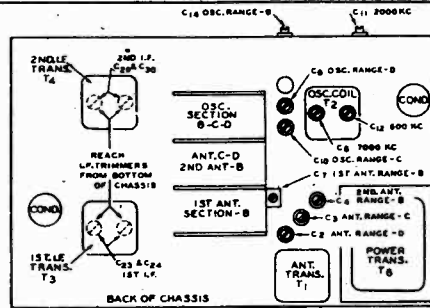 C14 OSC. RANGE-B
C11 2000 KC
2ND I.F.
TRANS.
T4
2ND I.F.
C29 & C30
OSC.
SECTION
B-C-D
C9 OSC. RANGE-D
OSC. COIL
T2
COND.
C12 600 KC
C8 7000 KC
C10 OSC. RANGE-C
C7 1ST ANT. RANGE-B
REACH
I.F. TRIMMERS
FROM BOTTOM
OF CHASSIS
ANT. C-D
2ND ANT-B
COND.
1ST ANT.
SECTION-B
2ND. ANT.
C4 RANGE-B
C3 ANT. RANGE-C
C2 ANT. RANGE-D
1ST. I.F.
TRANS.
T3
C23 & C24
1ST I.F.
ANT.
TRANS.
T1
POWER
TRANS.
T6
BACK OF CHASSIS